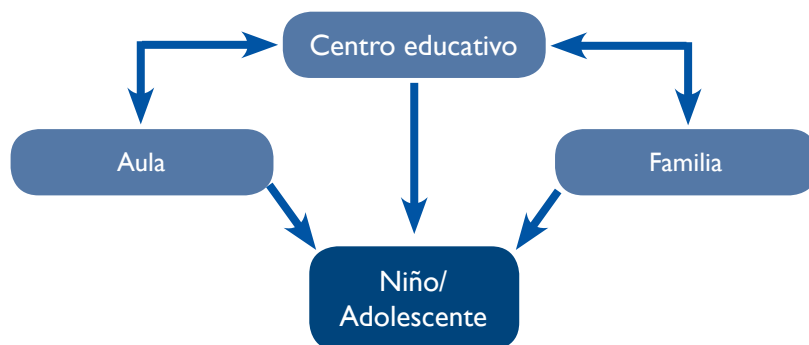 Centro educativo
Aula
Familia
Niño/
Adolescente